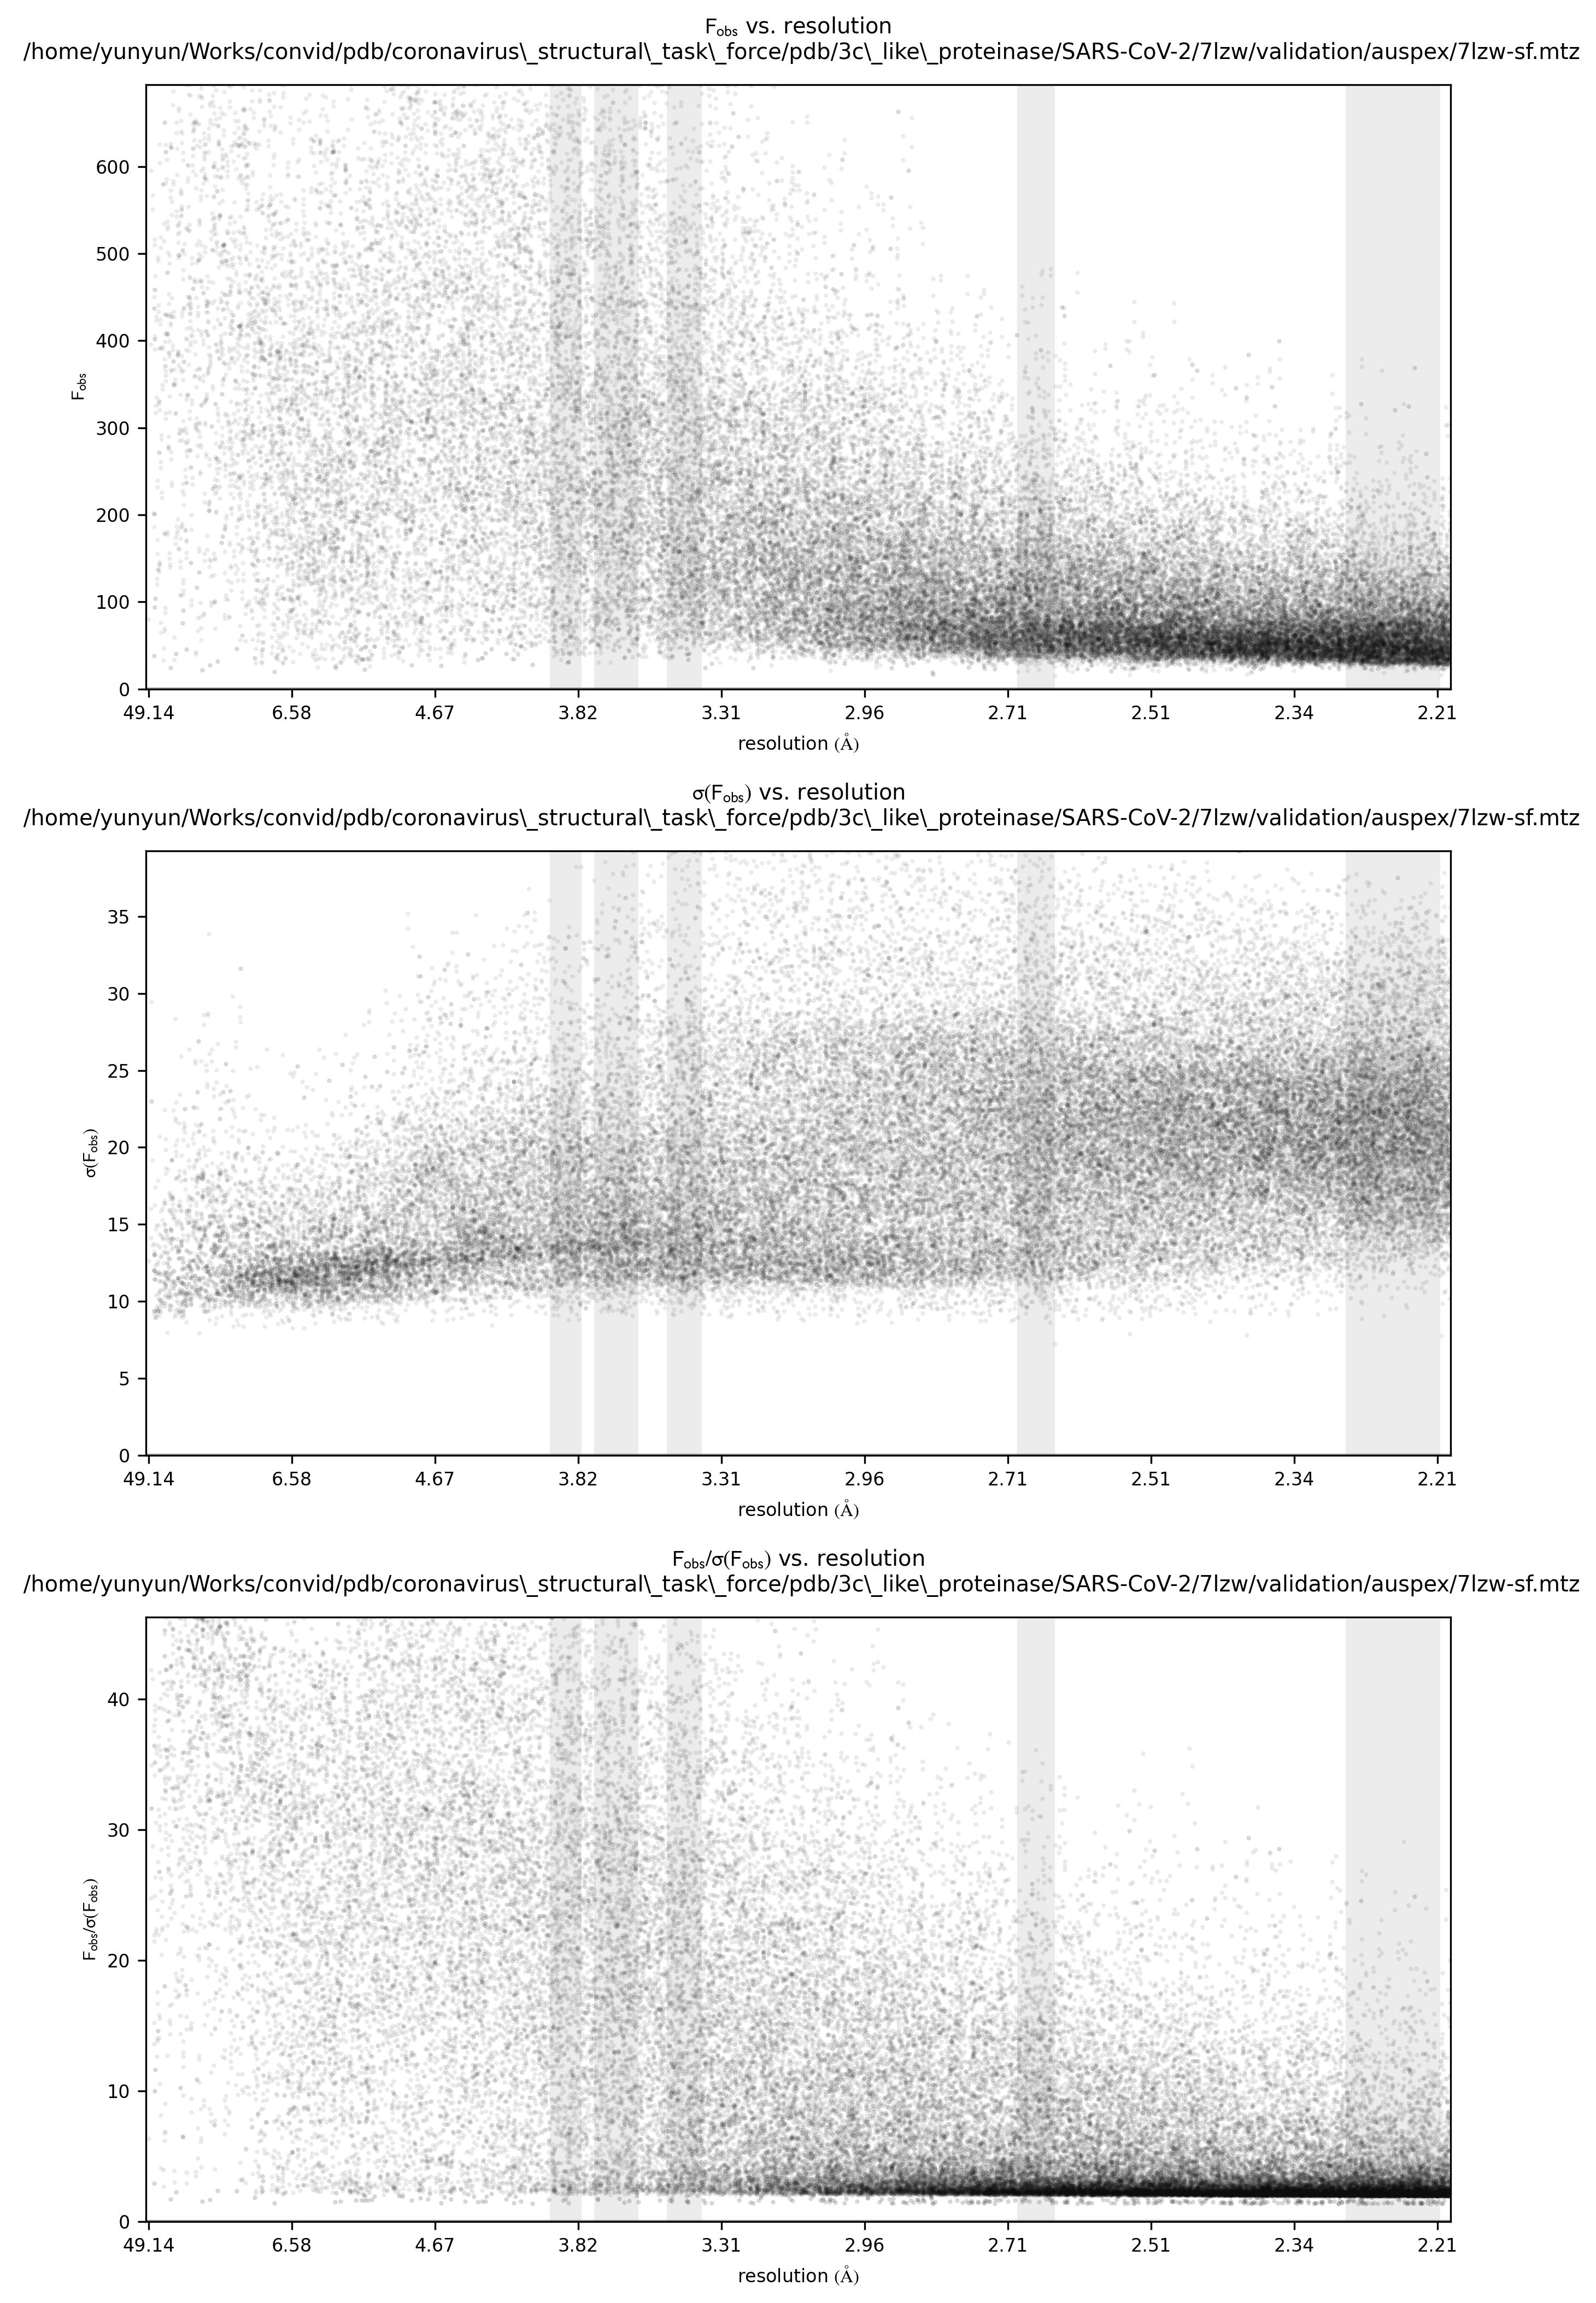 Fobs vs. resolution
/home/yunyun/Works/convid/pdb/coronavirus\_structural\_task\_force/pdb/3c\_like\_proteinase/SARS-CoV-2/7lzw/validation/auspex/7lzw-sf.mtz
600
500
400
300
200
100
0
Fobs
49.14 6.58 4.67 3.82 3.31 2.96 2.71 2.51 2.34 2.21
resolution (Å)
σ(Fobs) vs. resolution
/home/yunyun/Works/convid/pdb/coronavirus\_structural\_task\_force/pdb/3c\_like\_proteinase/SARS-CoV-2/7lzw/validation/auspex/7lzw-sf.mtz
35
30
25
20
15
10
5
0
σ(Fobs)
49.14 6.58 4.67 3.82 3.31 2.96 2.71 2.51 2.34 2.21
resolution (Å)
Fobs/σ(Fobs) vs. resolution
/home/yunyun/Works/convid/pdb/coronavirus\_structural\_task\_force/pdb/3c\_like\_proteinase/SARS-CoV-2/7lzw/validation/auspex/7lzw-sf.mtz
40
30
20
10
0
Fobs/σ(Fobs)
49.14 6.58 4.67 3.82 3.31 2.96 2.71 2.51 2.34 2.21
resolution (Å)